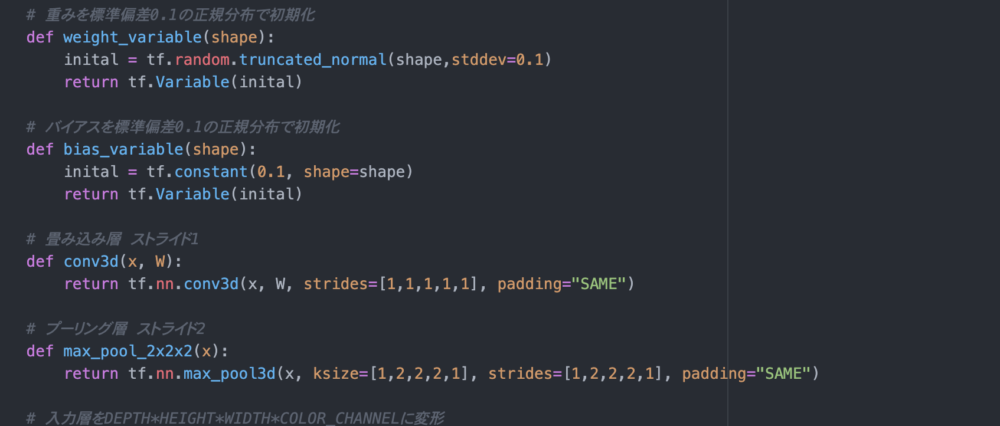 # 重みを標準偏差0.1の正規分布で初期化
def weight_variable(shape):
    inital = tf.random.truncated_normal(shape,stddev=0.1)
    return tf.Variable(inital)
# バイアスを標準偏差0.1の正規分布で初期化
def bias_variable(shape):
    inital = tf.constant(0.1, shape=shape)
    return tf.Variable(inital)
# 畳み込み層 ストライド1
def conv3d(x, W):
    return tf.nn.conv3d(x, W, strides=[1,1,1,1,1], padding="SAME")
# プーリング層 ストライド2
def max_pool_2x2x2(x):
    return tf.nn.max_pool3d(x, ksize=[1,2,2,2,1], strides=[1,2,2,2,1], padding="SAME")
# 入力層をDEPTH*HEIGHT*WIDTH*COLOR_CHANNELに変形